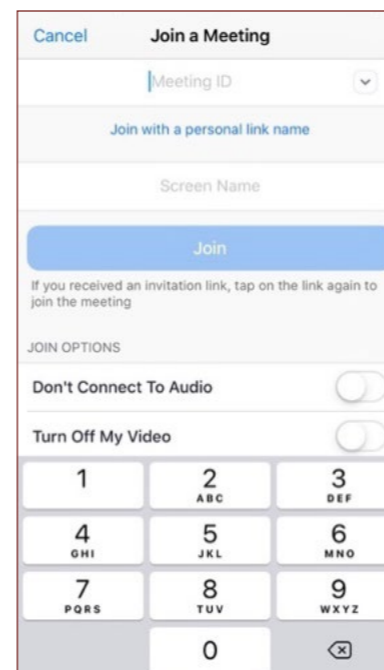 Cancel Join a Meeting
Meeting ID
Join with a personal link name
Screen Name
Join
If you received an invitation link, tap on the link again to
join the meeting
JOIN OPTIONS
Don't Connect To Audio
Turn Off My Video
1 2 3
ABC DEF
4 5 6
GHI JKL MNO
7 8 9
PQRS TUV WXYZ
0